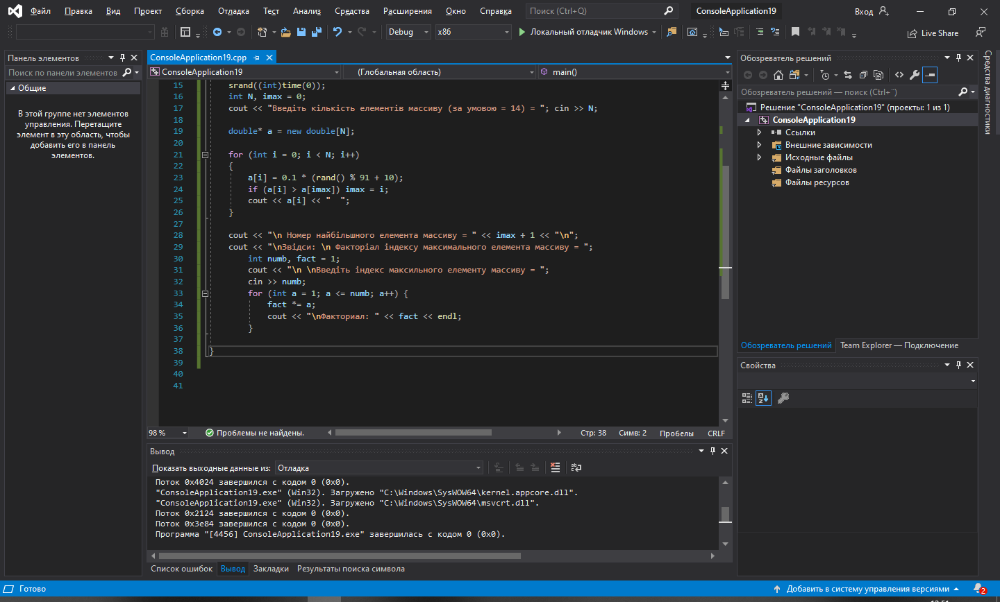 Файл Правка Вид Проект Сборка Отладка Тест Анализ Средства Расширения Окно Справка Поиск (Ctrl+Q) ConsoleApplication19 Вход
Debug x86 Локальный отладчик Windows Live Share
Панель элементов
Поиск по панели элементов
Общие
В этой группе нет элементов
управления. Перетащите
элемент в эту область, чтобы
добавить его в панель
элементов.
ConsoleApplication19.cpp
ConsoleApplication19 (Глобальная область) main()
15 srand((int)time(0));
16 int N, imax = 0;
17 cout << "Введіть кількість елементів массиву (за умовою = 14) = "; cin >> N;
18
19 double* a = new double[N];
20
21 for (int i = 0; i < N; i++)
22 {
23 a[i] = 0.1 * (rand() % 91 + 10);
24 if (a[i] > a[imax]) imax = i;
25 cout << a[i] << "  ";
26 }
27
28 cout << "\n Номер найбільшного елемента массиву = " << imax + 1 << "\n";
29 cout << "\nЗвідси: \n Факторіал індексу максимального елемента массиву = ";
30 int numb, fact = 1;
31 cout << "\n \nВведіть індекс максильного елементу массиву = ";
32 cin >> numb;
33 for (int a = 1; a <= numb; a++) {
34 fact *= a;
35 cout << "\nФакториал: " << fact << endl;
36 }
37
38 }
39
40
41
98 % Проблемы не найдены. Стр: 38 Симв: 2 Пробелы CRLF
Вывод
Показать выходные данные из: Отладка
Поток 0x4024 завершился с кодом 0 (0x0).
"ConsoleApplication19.exe" (Win32). Загружено "C:\Windows\SysWOW64\kernel.appcore.dll".
"ConsoleApplication19.exe" (Win32). Загружено "C:\Windows\SysWOW64\msvcrt.dll".
Поток 0x2124 завершился с кодом 0 (0x0).
Поток 0x3e84 завершился с кодом 0 (0x0).
Программа "[4456] ConsoleApplication19.exe" завершилась с кодом 0 (0x0).
Список ошибок Вывод Закладки Результаты поиска символа
Обозреватель решений
Обозреватель решений — поиск (Ctrl+¨)
Решение "ConsoleApplication19" (проекты: 1 из 1)
ConsoleApplication19
Ссылки
Внешние зависимости
Исходные файлы
Файлы заголовков
Файлы ресурсов
Обозреватель решений Team Explorer — Подключение
Свойства
Средства диагностики
Готово Добавить в систему управления версиями 2